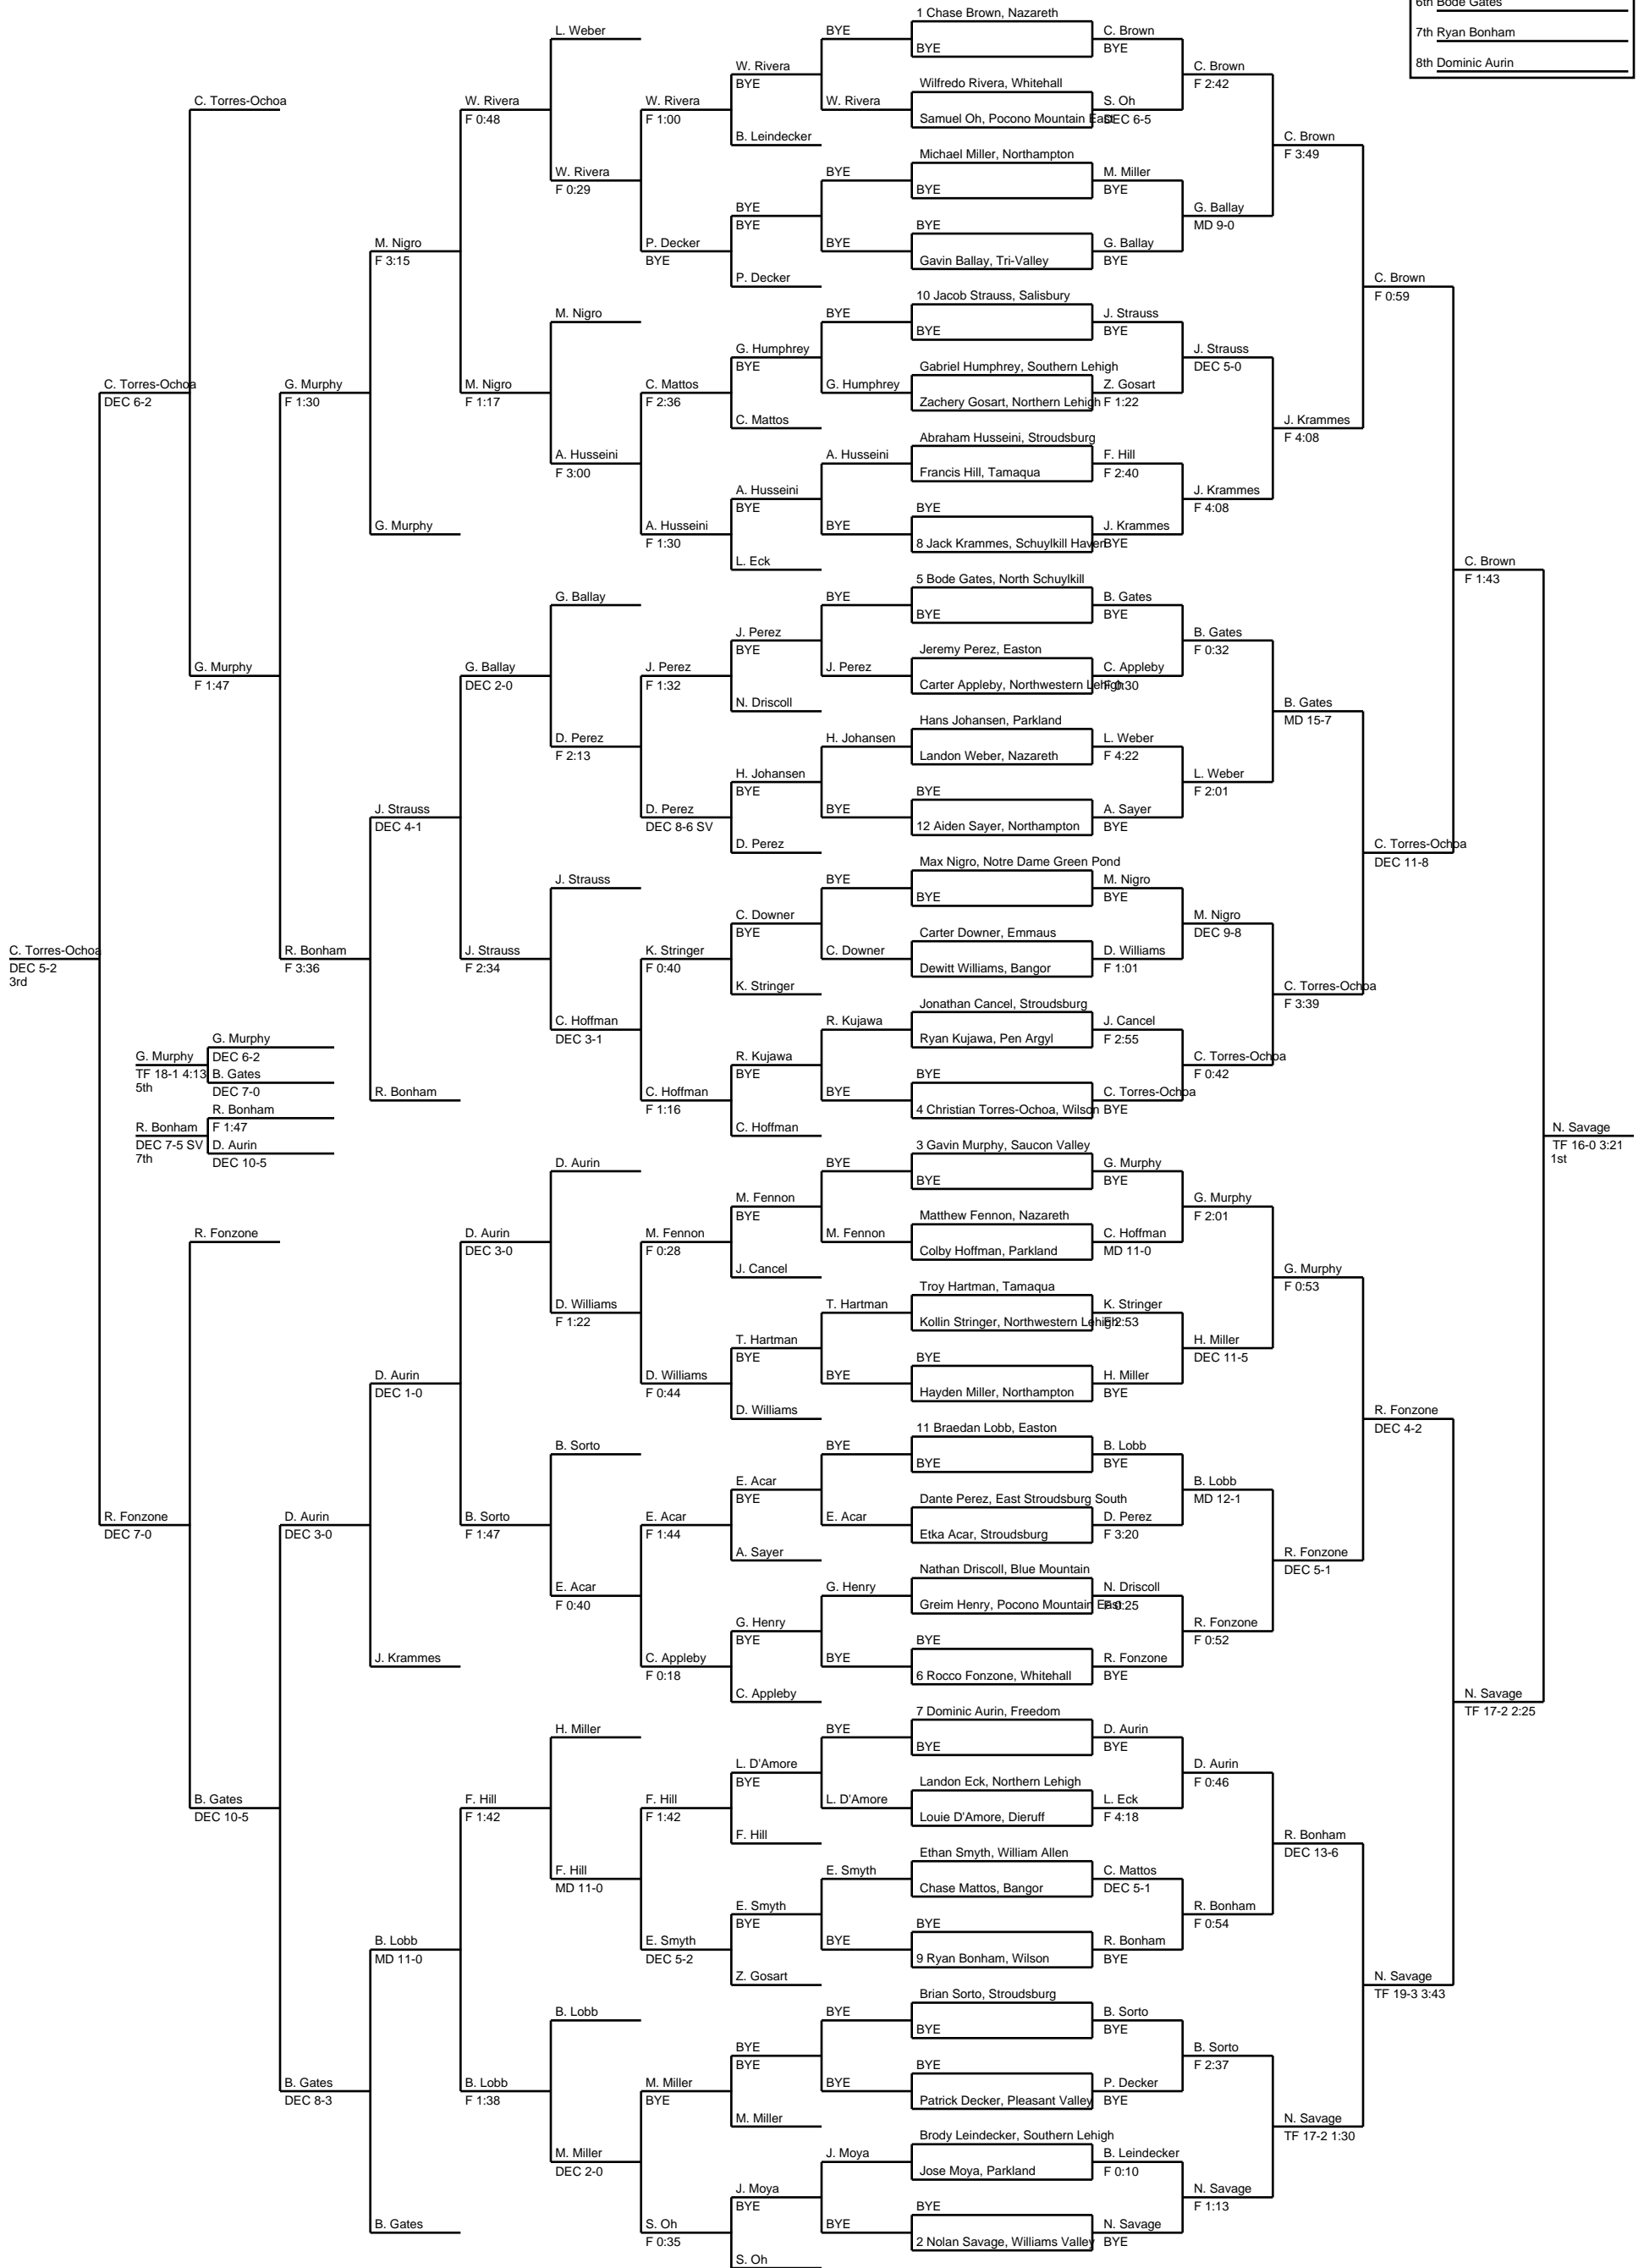 6th Bode Gates
7th Ryan Bonham
8th Dominic Aurin
C. Torres-Ochoa
DEC 5-2
3rd
C. Torres-Ochoa
DEC 6-2
R. Fonzone
DEC 7-0
G. Murphy
DEC 6-2
G. Murphy
TF 18-1 4:13
5th
B. Gates
DEC 7-0
R. Bonham
F 1:47
R. Bonham
DEC 7-5 SV
7th
D. Aurin
DEC 10-5
C. Torres-Ochoa
G. Murphy
F 1:47
R. Fonzone
B. Gates
DEC 10-5
G. Murphy
F 1:30
R. Bonham
F 3:36
D. Aurin
DEC 3-0
B. Gates
DEC 8-3
M. Nigro
F 3:15
G. Murphy
J. Strauss
DEC 4-1
R. Bonham
D. Aurin
DEC 1-0
J. Krammes
B. Lobb
MD 11-0
B. Gates
W. Rivera
F 0:48
M. Nigro
F 1:17
G. Ballay
DEC 2-0
J. Strauss
F 2:34
D. Aurin
DEC 3-0
B. Sorto
F 1:47
F. Hill
F 1:42
B. Lobb
F 1:38
L. Weber
W. Rivera
F 0:29
M. Nigro
A. Husseini
F 3:00
G. Ballay
D. Perez
F 2:13
J. Strauss
C. Hoffman
DEC 3-1
D. Aurin
D. Williams
F 1:22
B. Sorto
E. Acar
F 0:40
H. Miller
F. Hill
MD 11-0
B. Lobb
M. Miller
DEC 2-0
W. Rivera
F 1:00
P. Decker
BYE
C. Mattos
F 2:36
A. Husseini
F 1:30
J. Perez
F 1:32
D. Perez
DEC 8-6 SV
K. Stringer
F 0:40
C. Hoffman
F 1:16
M. Fennon
F 0:28
D. Williams
F 0:44
E. Acar
F 1:44
C. Appleby
F 0:18
F. Hill
F 1:42
E. Smyth
DEC 5-2
M. Miller
BYE
S. Oh
F 0:35
W. Rivera
BYE
B. Leindecker
BYE
BYE
P. Decker
G. Humphrey
BYE
C. Mattos
A. Husseini
BYE
L. Eck
J. Perez
BYE
N. Driscoll
H. Johansen
BYE
D. Perez
C. Downer
BYE
K. Stringer
R. Kujawa
BYE
C. Hoffman
M. Fennon
BYE
J. Cancel
T. Hartman
BYE
D. Williams
E. Acar
BYE
A. Sayer
G. Henry
BYE
C. Appleby
L. D'Amore
BYE
F. Hill
E. Smyth
BYE
Z. Gosart
BYE
BYE
M. Miller
J. Moya
BYE
S. Oh
BYE
W. Rivera
BYE
BYE
BYE
G. Humphrey
A. Husseini
BYE
BYE
J. Perez
H. Johansen
BYE
BYE
C. Downer
R. Kujawa
BYE
BYE
M. Fennon
T. Hartman
BYE
BYE
E. Acar
G. Henry
BYE
BYE
L. D'Amore
E. Smyth
BYE
BYE
BYE
J. Moya
BYE
1 Chase Brown, Nazareth
BYE
Wilfredo Rivera, Whitehall
Samuel Oh, Pocono Mountain East
Michael Miller, Northampton
BYE
BYE
Gavin Ballay, Tri-Valley
10 Jacob Strauss, Salisbury
BYE
Gabriel Humphrey, Southern Lehigh
Zachery Gosart, Northern Lehigh
Abraham Husseini, Stroudsburg
Francis Hill, Tamaqua
BYE
8 Jack Krammes, Schuylkill Haven
5 Bode Gates, North Schuylkill
BYE
Jeremy Perez, Easton
Carter Appleby, Northwestern Lehigh
Hans Johansen, Parkland
Landon Weber, Nazareth
BYE
12 Aiden Sayer, Northampton
Max Nigro, Notre Dame Green Pond
BYE
Carter Downer, Emmaus
Dewitt Williams, Bangor
Jonathan Cancel, Stroudsburg
Ryan Kujawa, Pen Argyl
BYE
4 Christian Torres-Ochoa, Wilson
3 Gavin Murphy, Saucon Valley
BYE
Matthew Fennon, Nazareth
Colby Hoffman, Parkland
Troy Hartman, Tamaqua
Kollin Stringer, Northwestern Lehigh
BYE
Hayden Miller, Northampton
11 Braedan Lobb, Easton
BYE
Dante Perez, East Stroudsburg South
Etka Acar, Stroudsburg
Nathan Driscoll, Blue Mountain
Greim Henry, Pocono Mountain East
BYE
6 Rocco Fonzone, Whitehall
7 Dominic Aurin, Freedom
BYE
Landon Eck, Northern Lehigh
Louie D'Amore, Dieruff
Ethan Smyth, William Allen
Chase Mattos, Bangor
BYE
9 Ryan Bonham, Wilson
Brian Sorto, Stroudsburg
BYE
BYE
Patrick Decker, Pleasant Valley
Brody Leindecker, Southern Lehigh
Jose Moya, Parkland
BYE
2 Nolan Savage, Williams Valley
C. Brown
BYE
S. Oh
DEC 6-5
M. Miller
BYE
G. Ballay
BYE
J. Strauss
BYE
Z. Gosart
F 1:22
F. Hill
F 2:40
J. Krammes
BYE
B. Gates
BYE
C. Appleby
F 0:30
L. Weber
F 4:22
A. Sayer
BYE
M. Nigro
BYE
D. Williams
F 1:01
J. Cancel
F 2:55
C. Torres-Ochoa
BYE
G. Murphy
BYE
C. Hoffman
MD 11-0
K. Stringer
F 2:53
H. Miller
BYE
B. Lobb
BYE
D. Perez
F 3:20
N. Driscoll
F 0:25
R. Fonzone
BYE
D. Aurin
BYE
L. Eck
F 4:18
C. Mattos
DEC 5-1
R. Bonham
BYE
B. Sorto
BYE
P. Decker
BYE
B. Leindecker
F 0:10
N. Savage
BYE
C. Brown
F 2:42
G. Ballay
MD 9-0
J. Strauss
DEC 5-0
J. Krammes
F 4:08
B. Gates
F 0:32
L. Weber
F 2:01
M. Nigro
DEC 9-8
C. Torres-Ochoa
F 0:42
G. Murphy
F 2:01
H. Miller
DEC 11-5
B. Lobb
MD 12-1
R. Fonzone
F 0:52
D. Aurin
F 0:46
R. Bonham
F 0:54
B. Sorto
F 2:37
N. Savage
F 1:13
C. Brown
F 3:49
J. Krammes
F 4:08
B. Gates
MD 15-7
C. Torres-Ochoa
F 3:39
G. Murphy
F 0:53
R. Fonzone
DEC 5-1
R. Bonham
DEC 13-6
N. Savage
TF 17-2 1:30
C. Brown
F 0:59
C. Torres-Ochoa
DEC 11-8
R. Fonzone
DEC 4-2
N. Savage
TF 19-3 3:43
C. Brown
F 1:43
N. Savage
TF 17-2 2:25
N. Savage
TF 16-0 3:21
1st